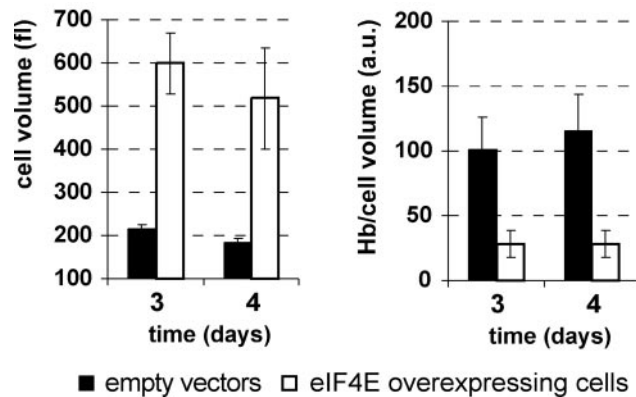 cell volume (fl)
700
600
500
400
300
200
100
3 4
time (days)
Hb/cell volume (a.u.)
200
150
100
50
0
3 4
time (days)
empty vectors eIF4E overexpressing cells